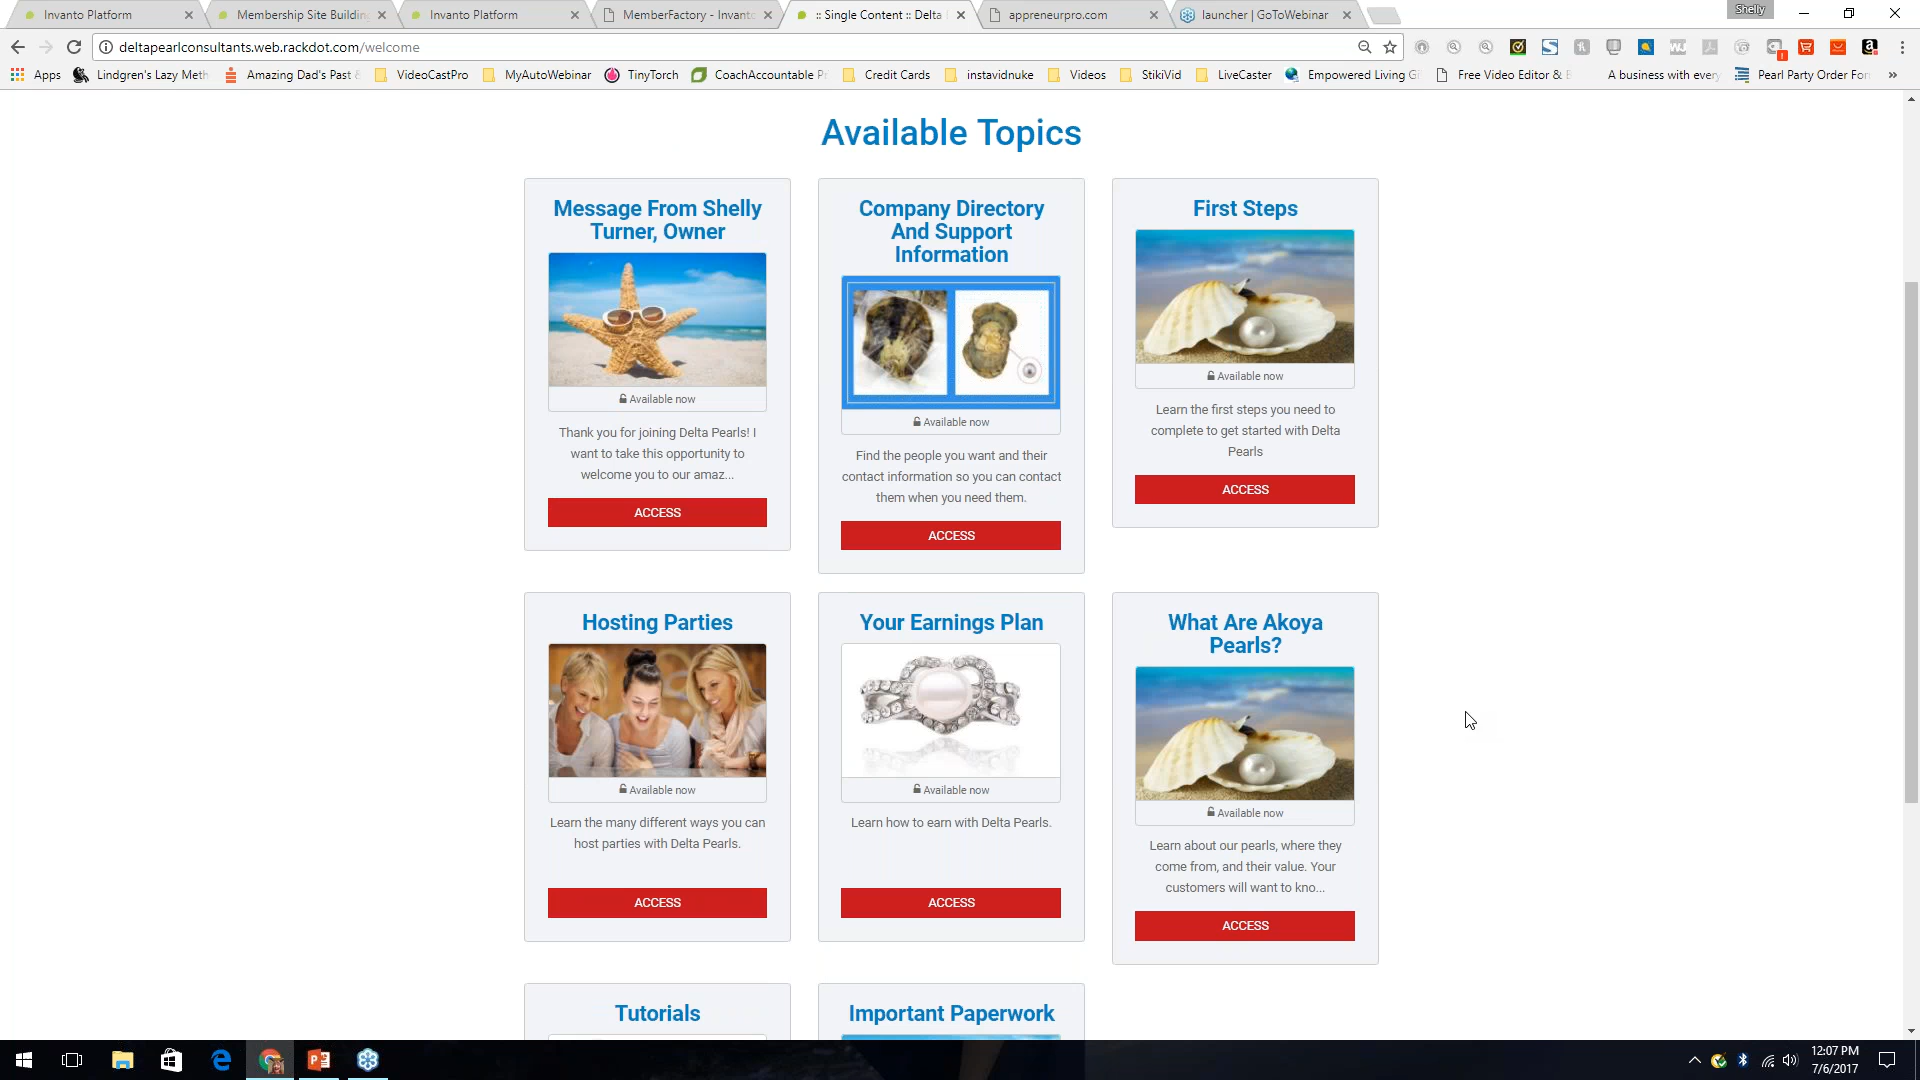 Invanto Platform
Membership Site Building
Invanto Platform
MemberFactory - Invanto
:: Single Content :: Delta
appreneurpro.com
launcher | GoToWebinar
Shelly
deltapearlconsultants.web.rackdot.com/welcome
Apps
Lindgren's Lazy Meth
Amazing Dad's Past
VideoCastPro
MyAutoWebinar
TinyTorch
CoachAccountable P
Credit Cards
instavidnuke
Videos
StikiVid
LiveCaster
Empowered Living G
Free Video Editor & E
A business with every
Pearl Party Order For
»
Available Topics
Message From Shelly
Turner, Owner
Available now
Thank you for joining Delta Pearls! I
want to take this opportunity to
welcome you to our amaz...
ACCESS
Company Directory
And Support
Information
Available now
Find the people you want and their
contact information so you can contact
them when you need them.
ACCESS
First Steps
Available now
Learn the first steps you need to
complete to get started with Delta
Pearls
ACCESS
Hosting Parties
Available now
Learn the many different ways you can
host parties with Delta Pearls.
ACCESS
Your Earnings Plan
Available now
Learn how to earn with Delta Pearls.
ACCESS
What Are Akoya
Pearls?
Available now
Learn about our pearls, where they
come from, and their value. Your
customers will want to kno...
ACCESS
Tutorials
Important Paperwork
12:07 PM
7/6/2017